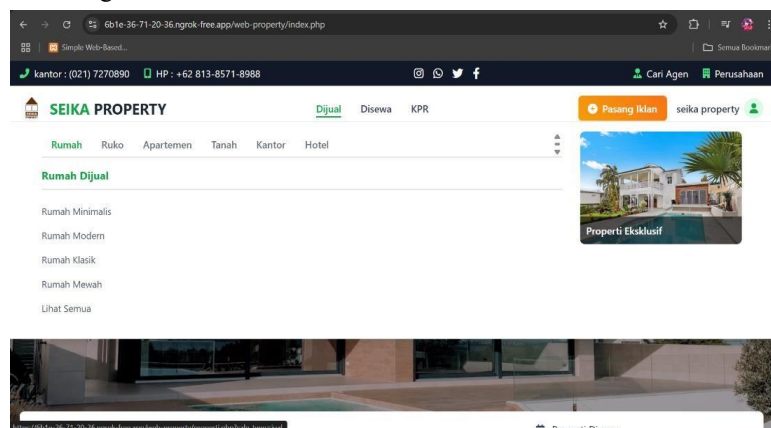 6b1e-36-71-20-36.ngrok-free.app/web-property/index.php
Simple Web-Based...
Semua Bookmar
kantor : (021) 7270890 HP : +62 813-8571-8988 Cari Agen Perusahaan
SEIKA PROPERTY Dijual Disewa KPR Pasang Iklan seika property
Rumah Ruko Apartemen Tanah Kantor Hotel
Rumah Dijual
Properti Eksklusif
Rumah Minimalis
Rumah Modern
Rumah Klasik
Rumah Mewah
Lihat Semua